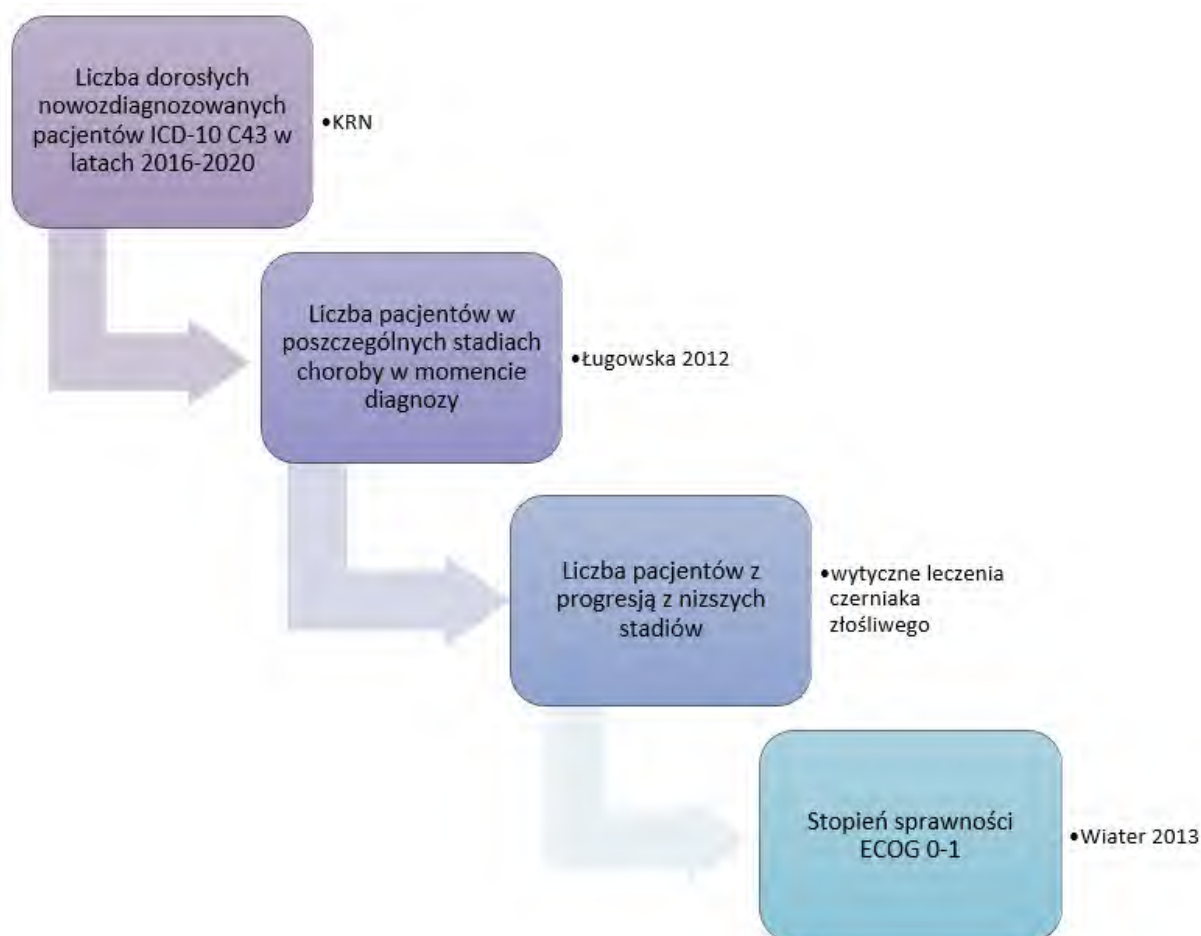 Liczba dorosłych
nowozdiagnozowanych
pacjentów ICD-10 C43 w
latach 2016-2020
•KRN
Liczba pacjentów w
poszczególnych stadiach
choroby w momencie
diagnozy
•Ługowska 2012
Liczba pacjentów z
progresją z nizszych
stadiów
•wytyczne leczenia
czerniaka
złośliwego
Stopień sprawności
ECOG 0-1
•Wiater 2013